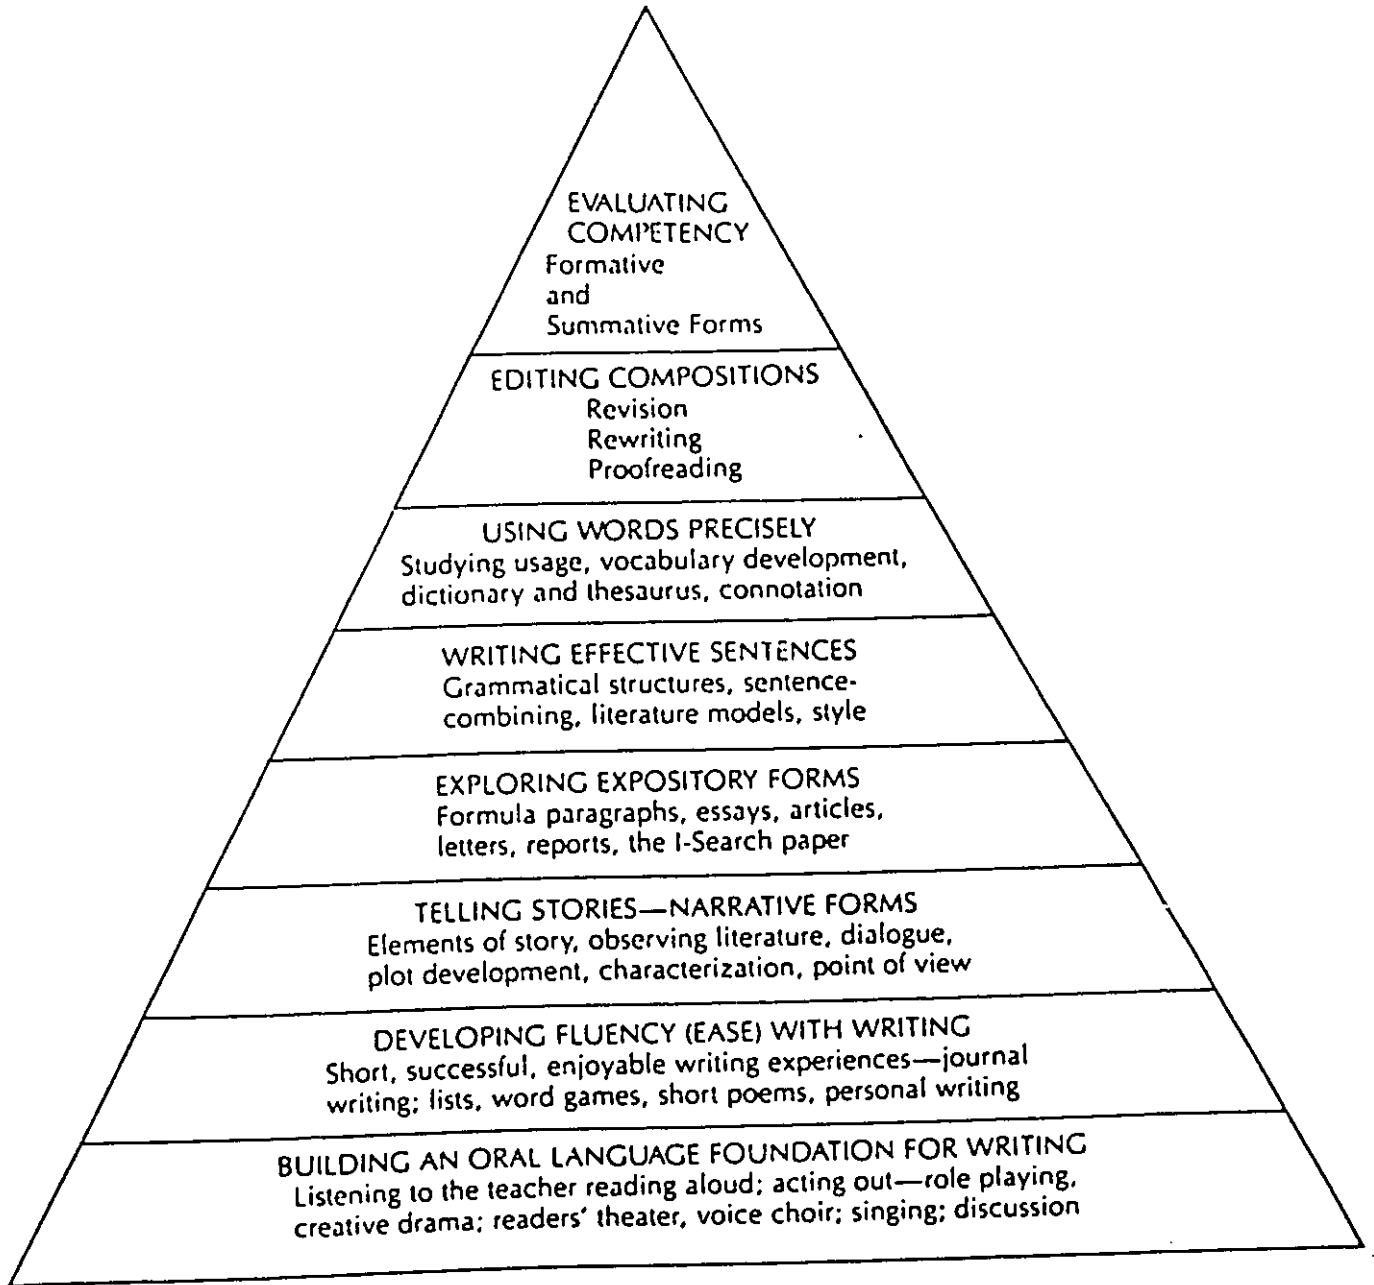 EVALUATING
COMPETENCY
Formative
and
Summative Forms
EDITING COMPOSITIONS
Revision
Rewriting
Proofreading
USING WORDS PRECISELY
Studying usage, vocabulary development,
dictionary and thesaurus, connotation
WRITING EFFECTIVE SENTENCES
Grammatical structures, sentence-
combining, literature models, style
EXPLORING EXPOSITORY FORMS
Formula paragraphs, essays, articles,
letters, reports, the I-Search paper
TELLING STORIES—NARRATIVE FORMS
Elements of story, observing literature, dialogue,
plot development, characterization, point of view
DEVELOPING FLUENCY (EASE) WITH WRITING
Short, successful, enjoyable writing experiences—journal
writing; lists, word games, short poems, personal writing
BUILDING AN ORAL LANGUAGE FOUNDATION FOR WRITING
Listening to the teacher reading aloud; acting out—role playing,
creative drama; readers' theater, voice choir; singing; discussion